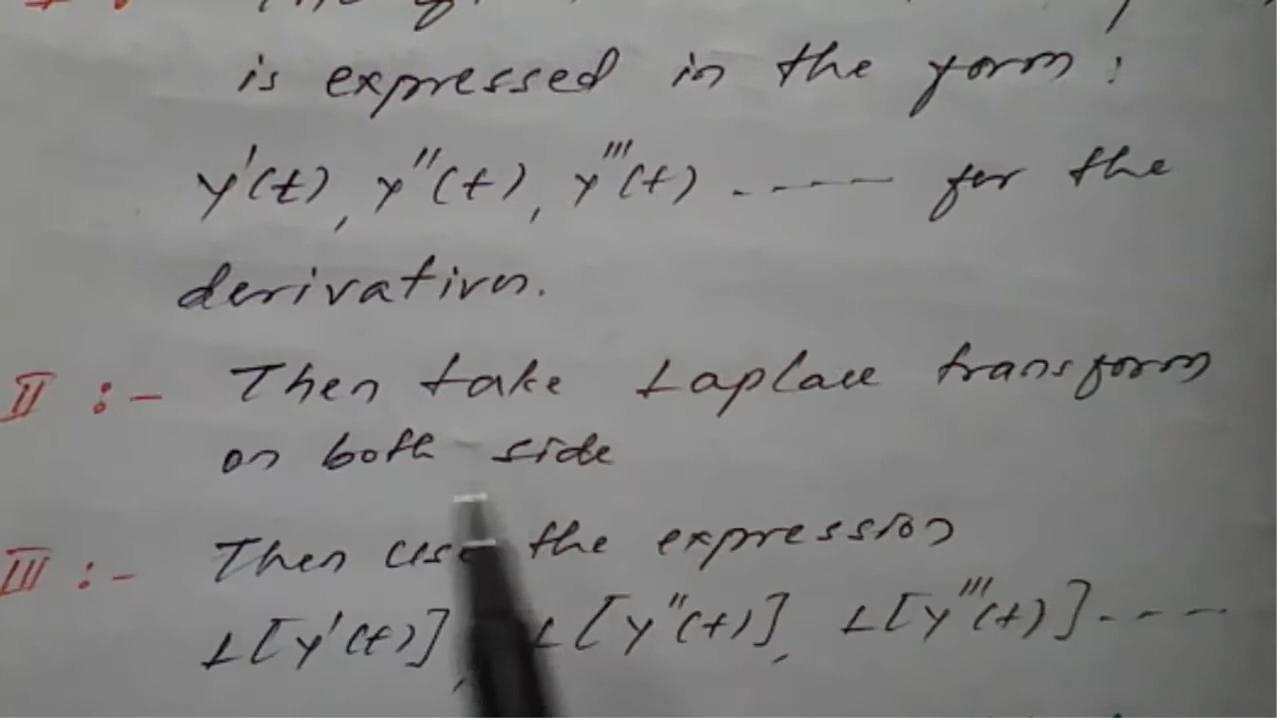 is expressed in the form:
y'(t), y''(t), y'''(t) ---- for the
derivatives.
II :- Then take Laplace transform
on both side
III :- Then use the expression
L[y'(t)], L[y''(t)], L[y'''(t)]----